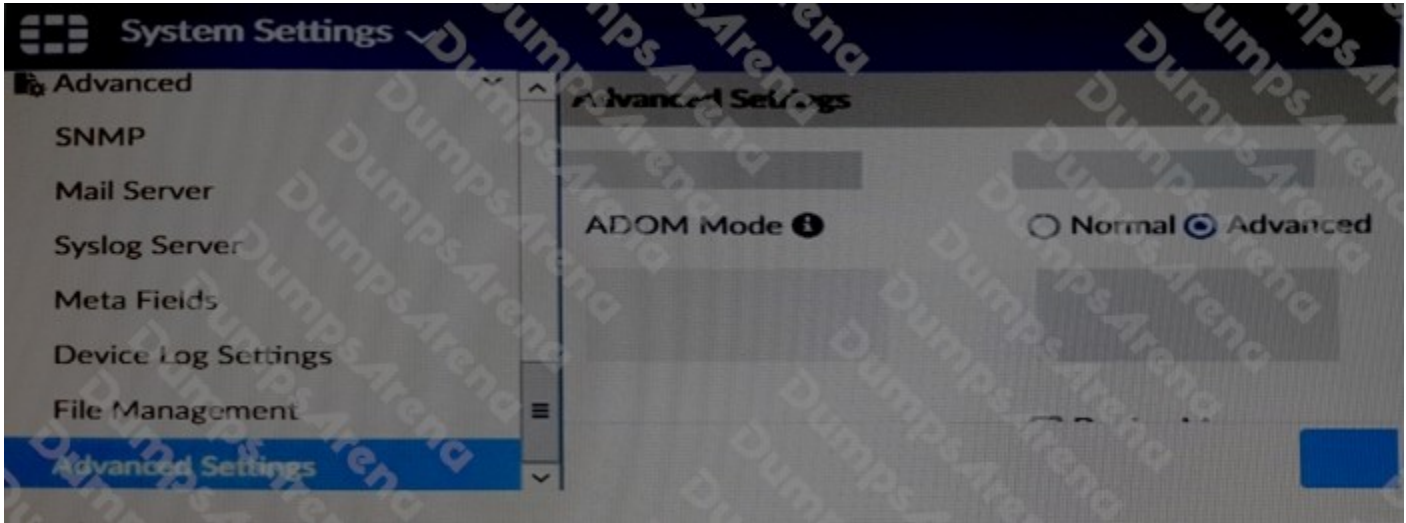 System Settings
Advanced
Advanced Settings
SNMP
Mail Server
ADOM Mode
Normal Advanced
Syslog Server
Meta Fields
Device Log Settings
File Management
Advanced Settings
DumpsArena